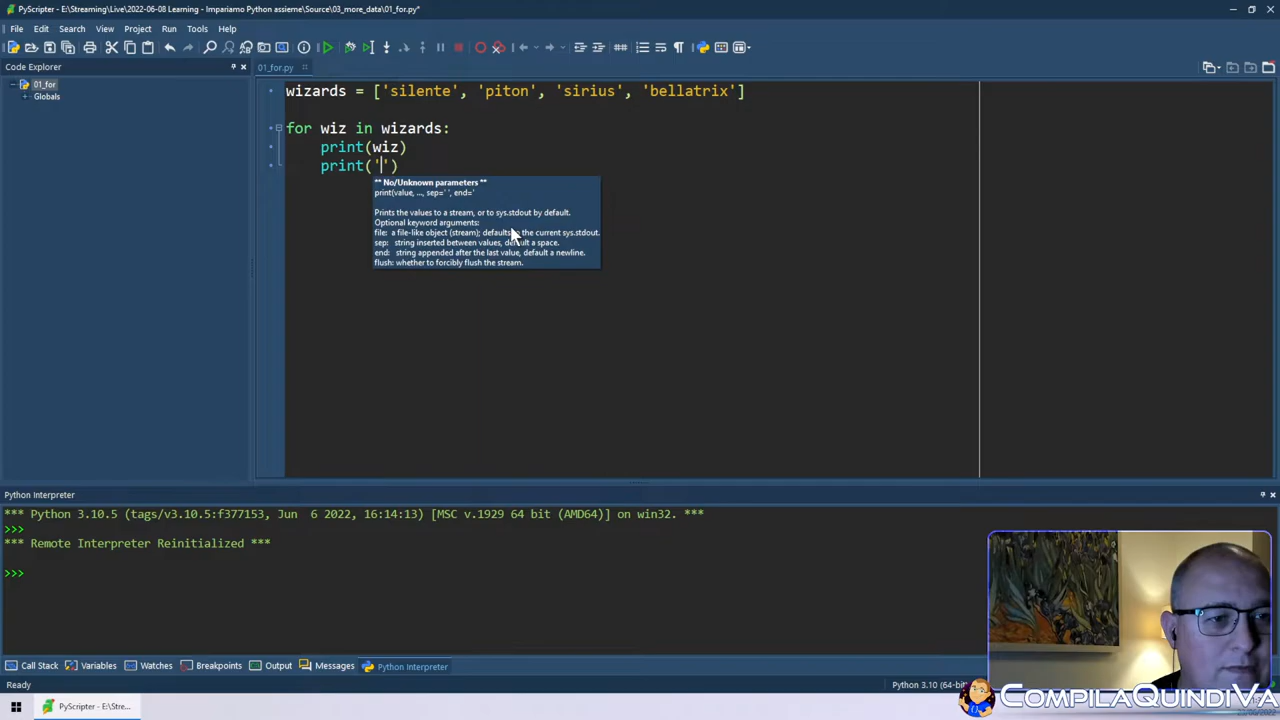 PyScripter - E:\Streaming\Live\2022-06-08 Learning - Impariamo Python assieme\Source\03_more_data\01_for.py*
File Edit Search View Project Run Tools Help
Code Explorer
01_for.py
01_for
Globals
wizards = ['silente', 'piton', 'sirius', 'bellatrix']
for wiz in wizards:
print(wiz)
print('')
** No/Unknown parameters **
print(value, ..., sep=' ', end='
Prints the values to a stream, or to sys.stdout by default.
Optional keyword arguments:
file: a file-like object (stream); defaults to the current sys.stdout.
sep: string inserted between values, default a space.
end: string appended after the last value, default a newline.
flush: whether to forcibly flush the stream.
Python Interpreter
*** Python 3.10.5 (tags/v3.10.5:f377153, Jun 6 2022, 16:14:13) [MSC v.1929 64 bit (AMD64)] on win32. ***
>>>
*** Remote Interpreter Reinitialized ***
>>>
Call Stack Variables Watches Breakpoints Output Messages Python Interpreter
Ready
Python 3.10 (64-bit)
COMPILAQUINDIVA
PyScripter - E:\Stre...